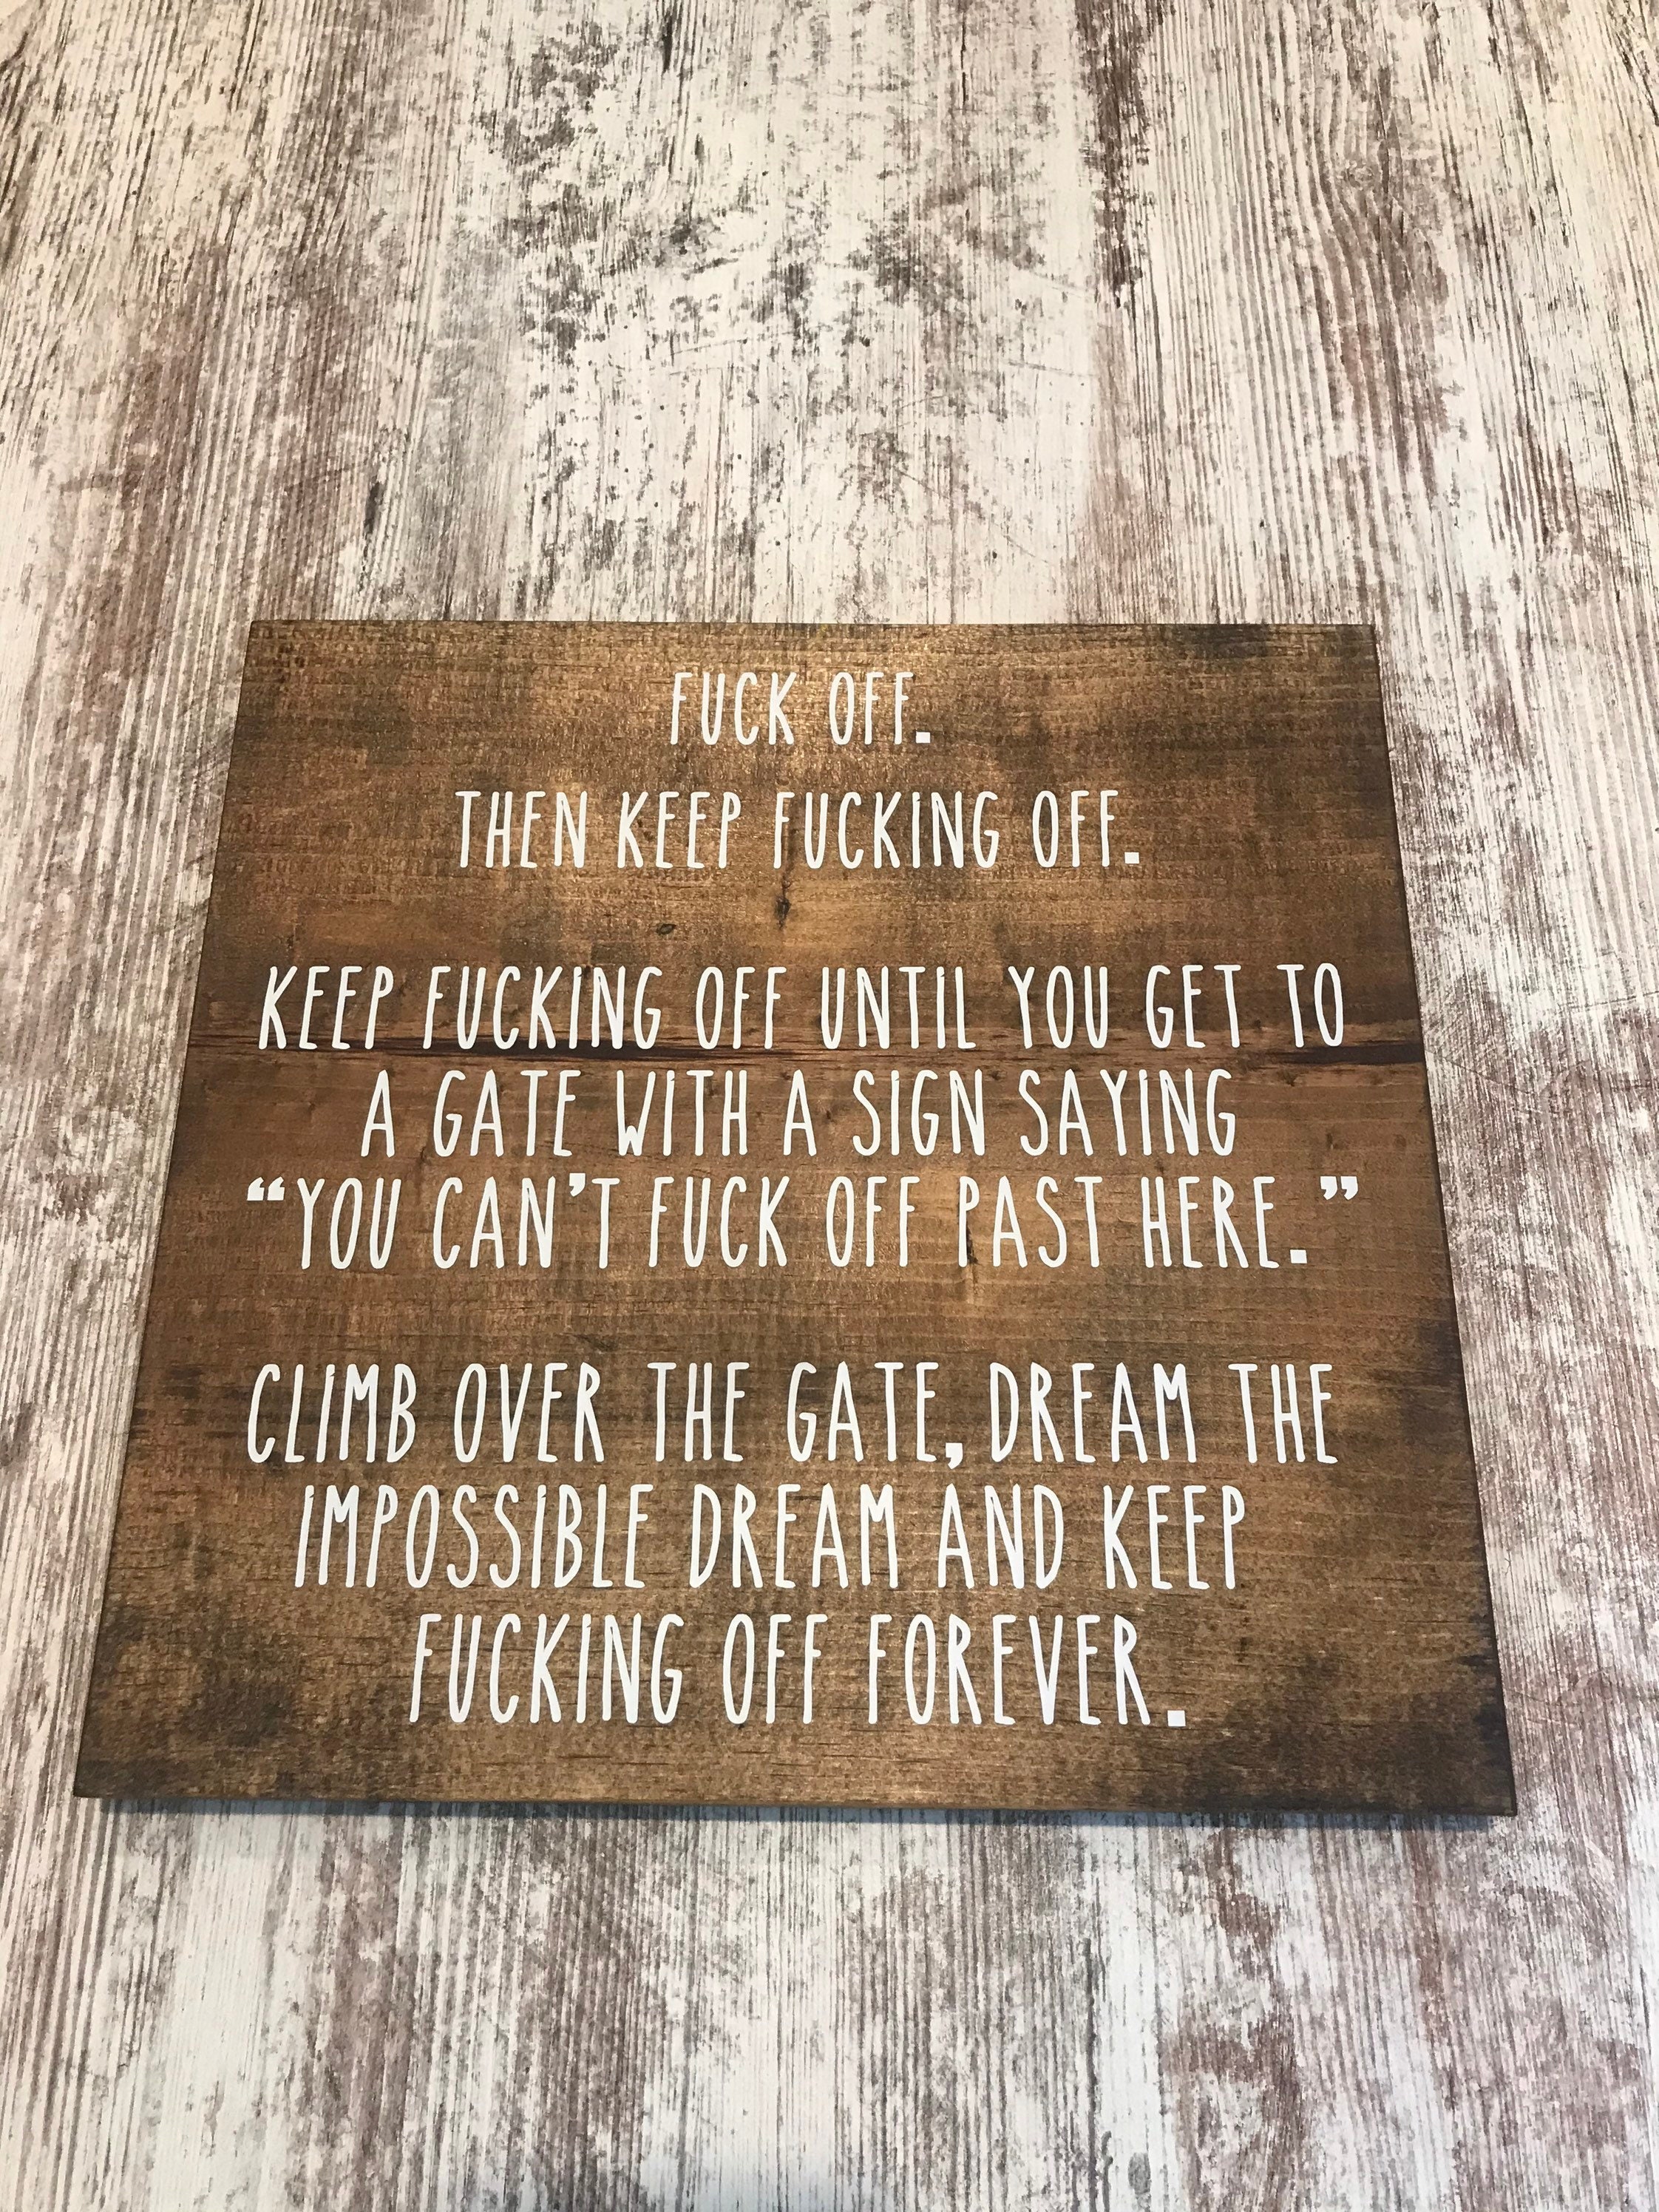 FUCK OFF.
THEN KEEP FUCKING OFF.
KEEP FUCKING OFF UNTIL YOU GET TO
A GATE WITH A SIGN SAYING
“YOU CAN’T FUCK OFF PAST HERE.”
CLIMB OVER THE GATE, DREAM THE
IMPOSSIBLE DREAM AND KEEP
FUCKING OFF FOREVER.